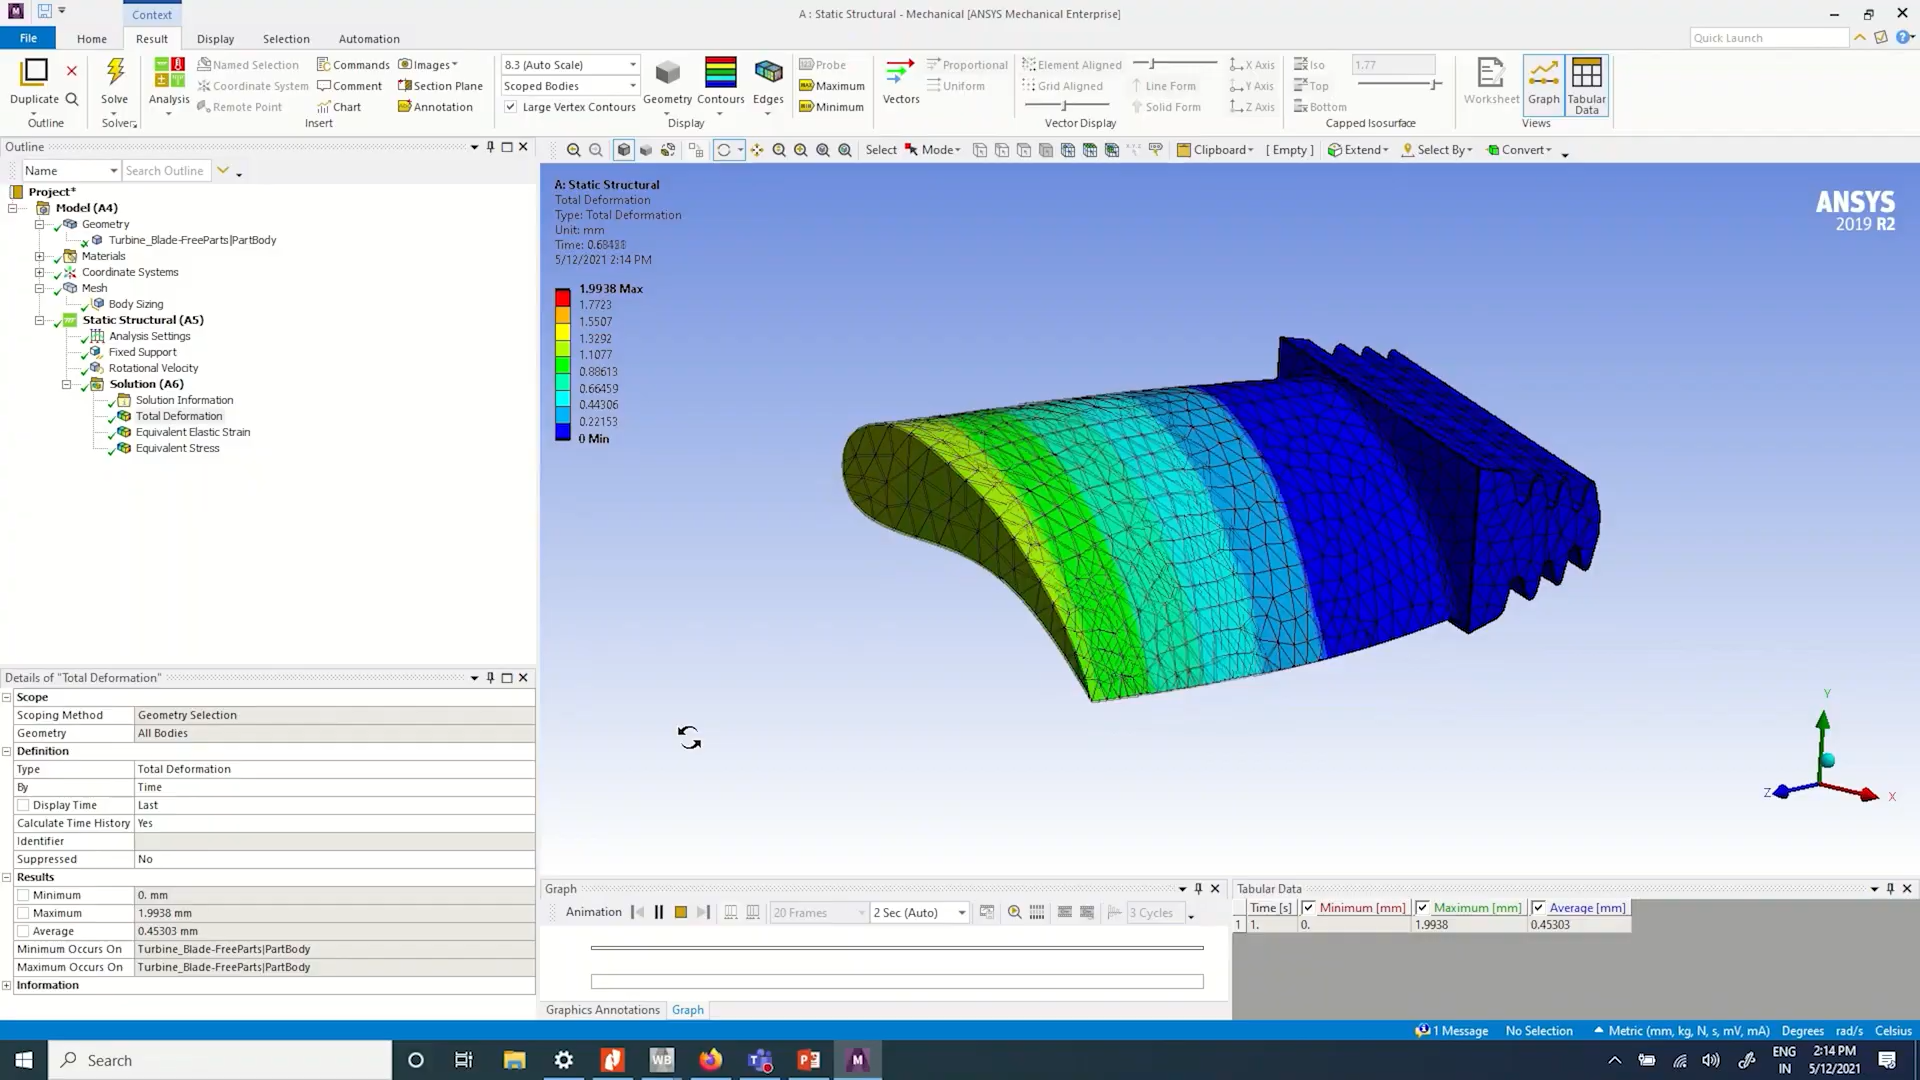 Context
A : Static Structural - Mechanical [ANSYS Mechanical Enterprise]
File Home Result Display Selection Automation
Quick Launch
Duplicate
Outline
Solve
Solver
Analysis
Named Selection
Coordinate System
Remote Point
Commands
Comment
Chart
Images
Section Plane
Annotation
Insert
8.3 (Auto Scale)
Scoped Bodies
Large Vertex Contours
Geometry Contours Edges
Probe
Maximum
Minimum
Display
Vectors
Proportional
Uniform
Element Aligned
Grid Aligned
Line Form
Solid Form
X Axis
Y Axis
Z Axis
Vector Display
Iso 1.77
Top
Bottom
Capped Isosurface
Worksheet Graph Tabular Data
Views
Select Mode Clipboard [ Empty ] Extend Select By Convert
Outline
Name Search Outline
Project*
Model (A4)
Geometry
Turbine_Blade-FreeParts|PartBody
Materials
Coordinate Systems
Mesh
Body Sizing
Static Structural (A5)
Analysis Settings
Fixed Support
Rotational Velocity
Solution (A6)
Solution Information
Total Deformation
Equivalent Elastic Strain
Equivalent Stress
A: Static Structural
Total Deformation
Type: Total Deformation
Unit: mm
5/12/2021 2:14 PM
1.9938 Max
1.7723
1.5507
1.3292
1.1077
0.88613
0.66459
0.44306
0.22153
0 Min
ANSYS
2019 R2
Y
Z
X
Details of "Total Deformation"
Scope
Scoping Method Geometry Selection
Geometry All Bodies
Definition
Type Total Deformation
By Time
Display Time Last
Calculate Time History Yes
Identifier
Suppressed No
Results
Minimum 0. mm
Maximum 1.9938 mm
Average 0.45303 mm
Minimum Occurs On Turbine_Blade-FreeParts|PartBody
Maximum Occurs On Turbine_Blade-FreeParts|PartBody
Information
Graph
Animation 20 Frames 2 Sec (Auto) 3 Cycles
Graphics Annotations Graph
Tabular Data
Time [s] Minimum [mm] Maximum [mm] Average [mm]
1 1. 0. 1.9938 0.45303
1 Message No Selection Metric (mm, kg, N, s, mV, mA) Degrees rad/s Celsius
Search
WB
M
ENG
IN
2:14 PM
5/12/2021